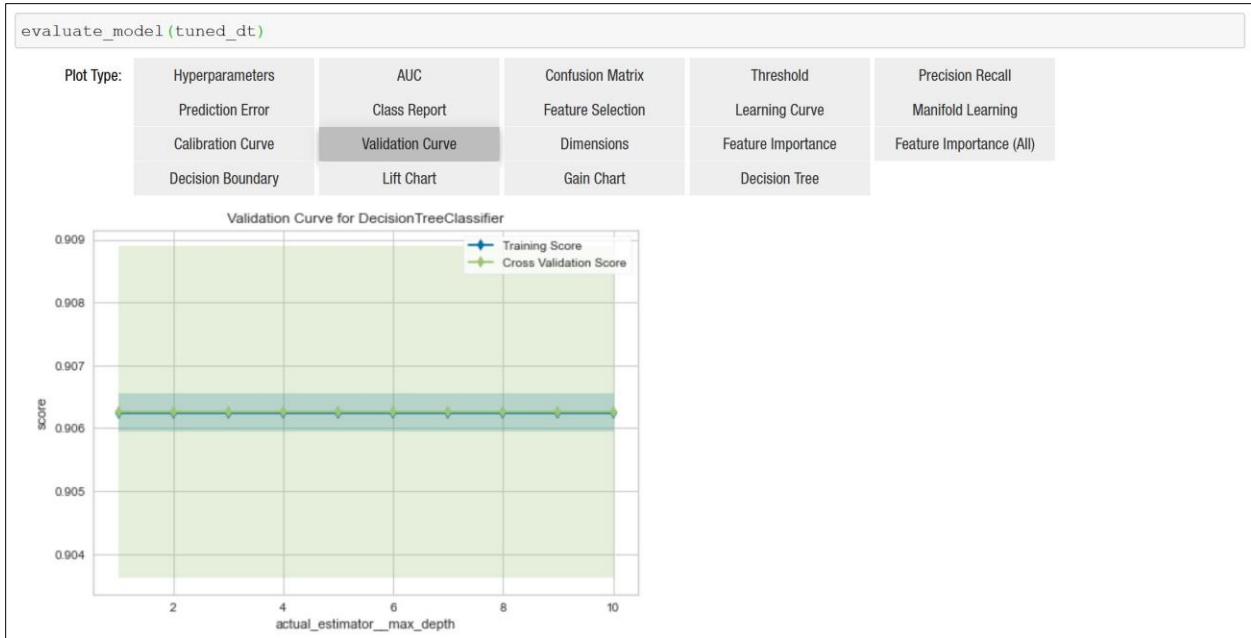 evaluate_model(tuned_dt)
Plot Type: Hyperparameters AUC Confusion Matrix Threshold Precision Recall
Prediction Error Class Report Feature Selection Learning Curve Manifold Learning
Calibration Curve Validation Curve Dimensions Feature Importance Feature Importance (All)
Decision Boundary Lift Chart Gain Chart Decision Tree
Validation Curve for DecisionTreeClassifier
0.909
Training Score
Cross Validation Score
0.908
0.907
score
0.906
0.905
0.904
2 4 6 8 10
actual_estimator__max_depth